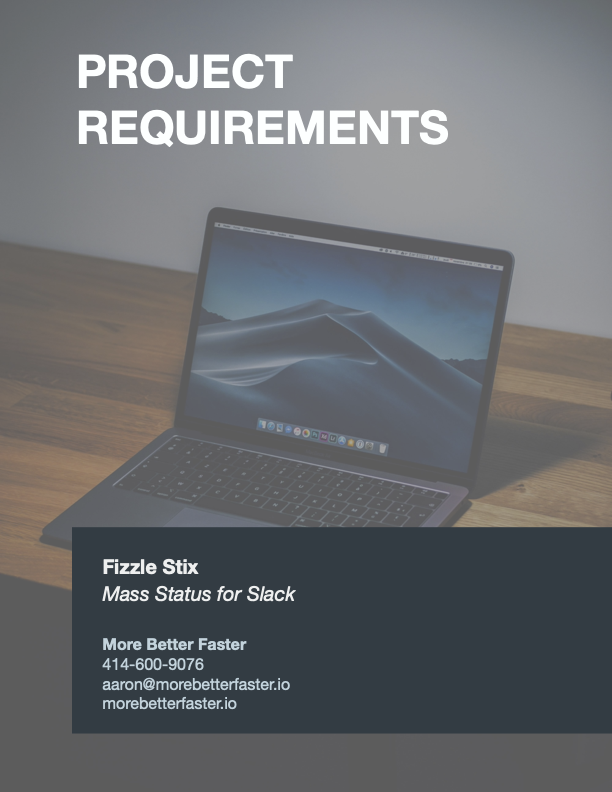 PROJECT
REQUIREMENTS
Fizzle Stix
Mass Status for Slack
More Better Faster
414-600-9076
aaron@morebetterfaster.io
morebetterfaster.io